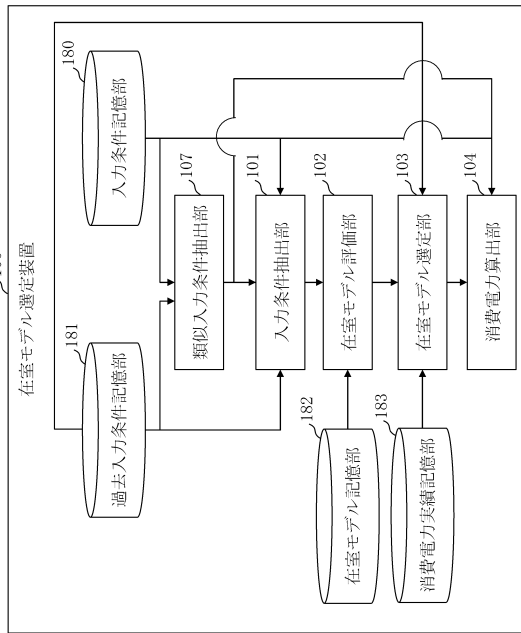 在室モデル選定装置
181
過去入力条件記憶部
180
入力条件記憶部
107
類似入力条件抽出部
101
入力条件抽出部
182
在室モデル記憶部
102
在室モデル評価部
183
消費電力実績記憶部
103
在室モデル選定部
104
消費電力算出部